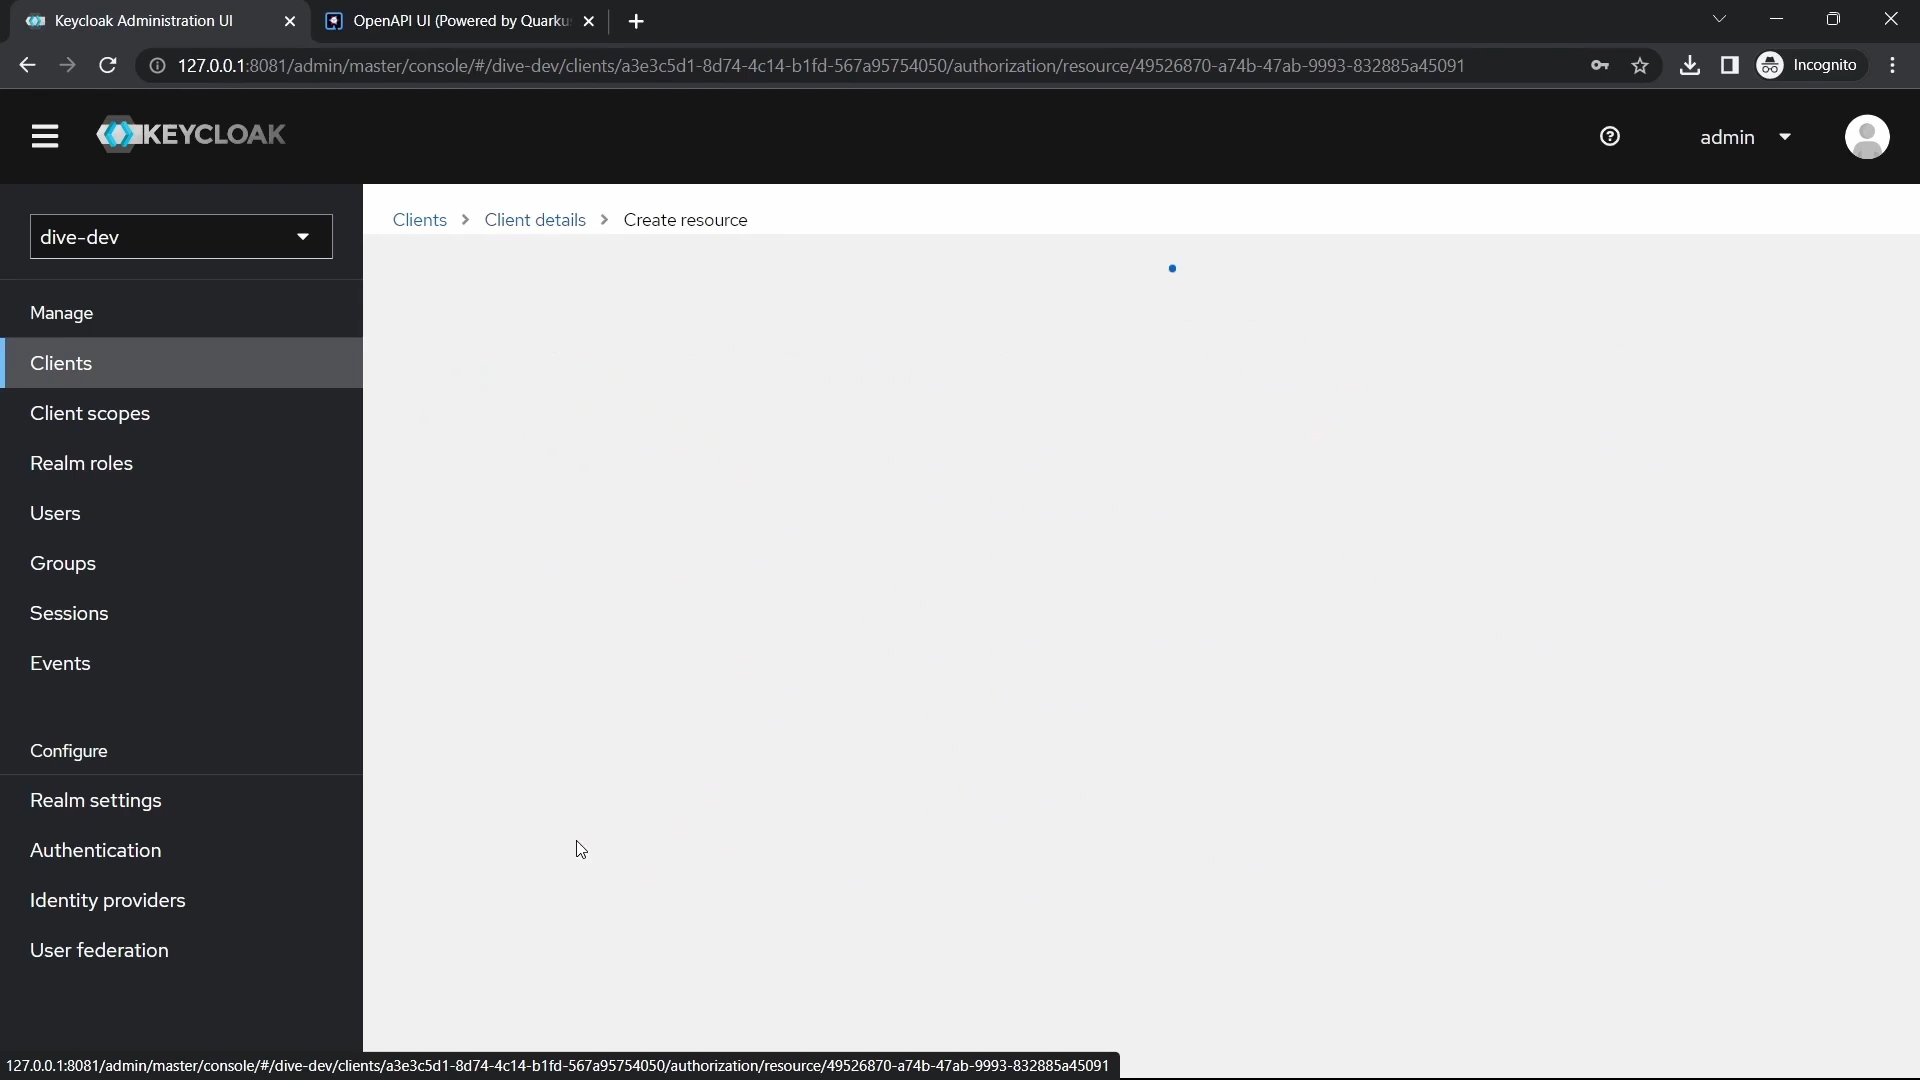 Keycloak Administration UI
OpenAPI UI (Powered by Quarku
127.0.0.1:8081/admin/master/console/#/dive-dev/clients/a3e3c5d1-8d74-4c14-b1fd-567a95754050/authorization/resource/49526870-a74b-47ab-9993-832885a45091
Incognito
KEYCLOAK
admin
dive-dev
Clients
Client details
Create resource
Manage
Clients
Client scopes
Realm roles
Users
Groups
Sessions
Events
Configure
Realm settings
Authentication
Identity providers
User federation
127.0.0.1:8081/admin/master/console/#/dive-dev/clients/a3e3c5d1-8d74-4c14-b1fd-567a95754050/authorization/resource/49526870-a74b-47ab-9993-832885a45091